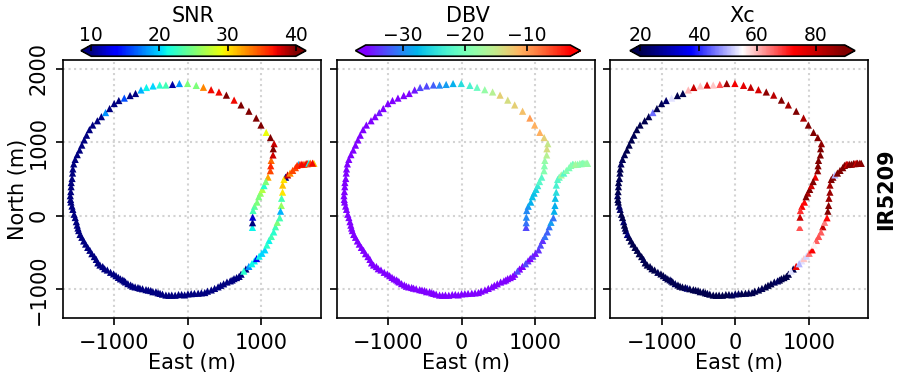 SNR DBV Xc
10 20 30 40 −30 −20 −10 20 40 60 80
2000
1000
0
−1000
North (m)
−1000 0 1000 −1000 0 1000 −1000 0 1000
East (m) East (m) East (m)
IR5209